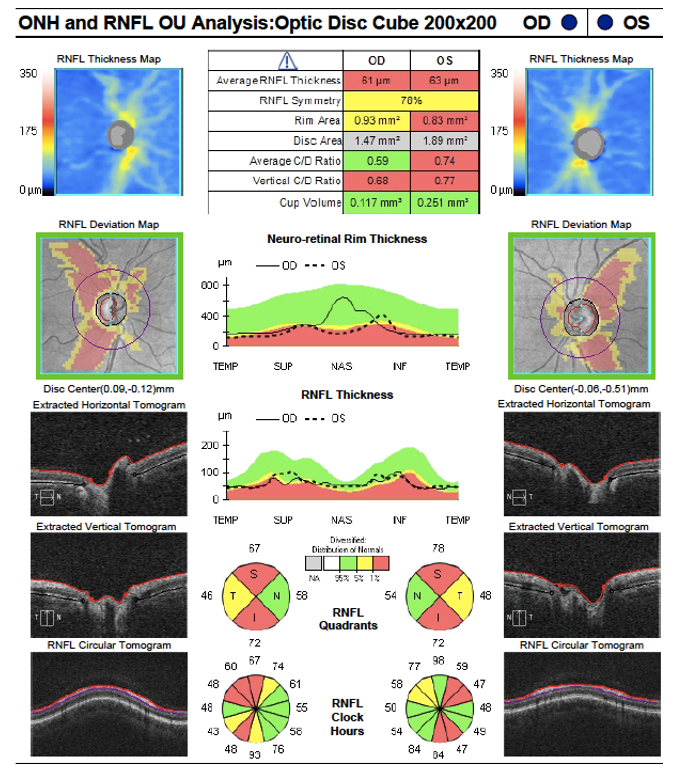 ONH and RNFL OU Analysis:Optic Disc Cube 200x200 OD OS
RNFL Thickness Map
350
175
0 µm
OD OS
Average RNFL Thickness 61 µm 63 µm
RNFL Symmetry 78%
Rim Area 0.93 mm² 0.83 mm²
Disc Area 1.47 mm² 1.89 mm²
Average C/D Ratio 0.59 0.74
Vertical C/D Ratio 0.68 0.77
Cup Volume 0.117 mm³ 0.251 mm³
RNFL Thickness Map
350
175
0 µm
RNFL Deviation Map
Disc Center(0.09,-0.12)mm
Neuro-retinal Rim Thickness
µm OD OS
800
400
0
TEMP SUP NAS INF TEMP
RNFL Deviation Map
Disc Center(-0.06,-0.51)mm
Extracted Horizontal Tomogram
T N
RNFL Thickness
µm OD OS
200
100
0
TEMP SUP NAS INF TEMP
Extracted Horizontal Tomogram
N T
Extracted Vertical Tomogram
T N
Diversified:
Distribution of Normals
NA 95% 5% 1%
67
S
46 T N 58
I
72
RNFL
Quadrants
78
S
54 N T 48
I
72
Extracted Vertical Tomogram
N T
RNFL Circular Tomogram
67
60 74
48 61
48 55
43 58
48 76
93
RNFL
Clock
Hours
98
77 59
58 47
50 48
54 49
84 47
84
RNFL Circular Tomogram